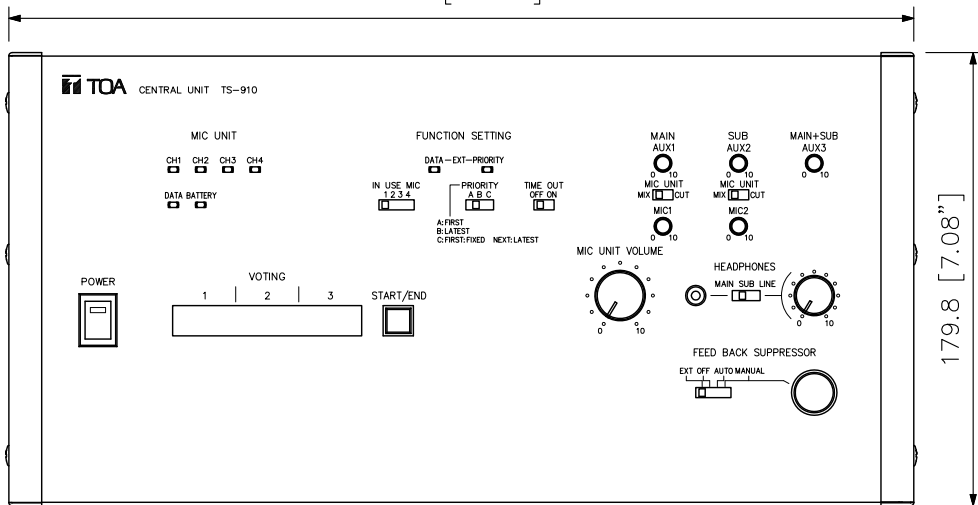 TOA CENTRAL UNIT TS-910
MIC UNIT
CH1 CH2 CH3 CH4
DATA BATTERY
FUNCTION SETTING
DATA-EXT-PRIORITY
IN USE MIC
1 2 3 4
PRIORITY
A B C
TIME OUT
OFF ON
A:FIRST
B:LATEST
C:FIRST:FIXED NEXT:LATEST
MAIN
AUX1
0 10
SUB
AUX2
0 10
MAIN+SUB
AUX3
0 10
MIC UNIT
MIX CUT
MIC UNIT
MIX CUT
MIC1
0 10
MIC2
0 10
MIC UNIT VOLUME
0 10
HEADPHONES
MAIN SUB LINE
0 10
POWER
VOTING
1 2 3
START/END
FEED BACK SUPPRESSOR
EXT OFF AUTO MANUAL
179.8 [7.08"]